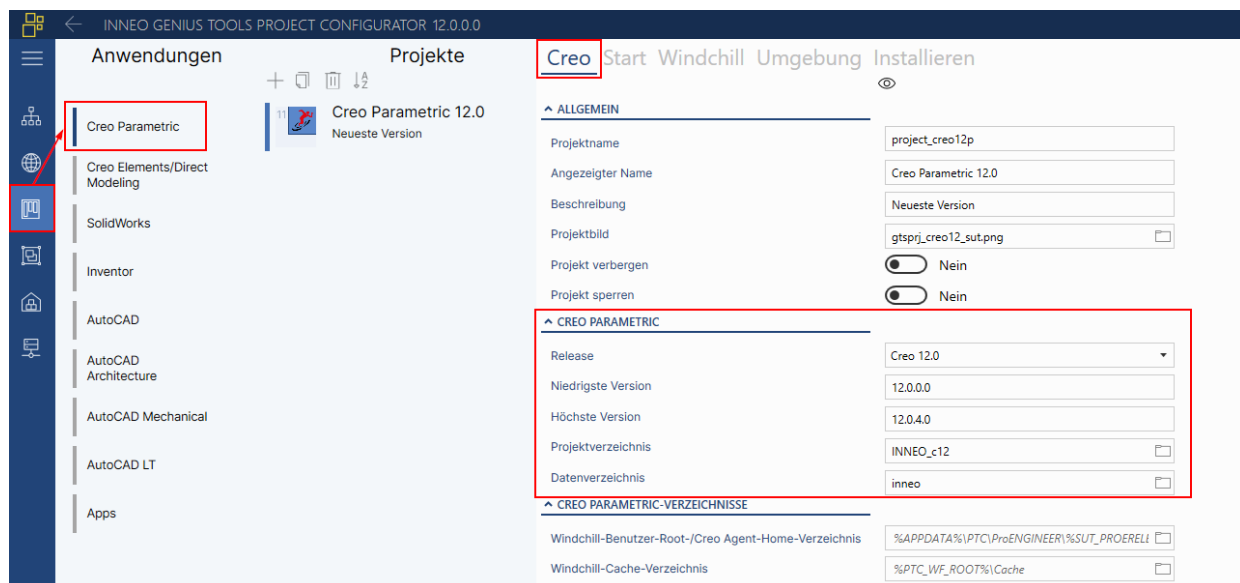 INNEO GENIUS TOOLS PROJECT CONFIGURATOR 12.0.0.0
Anwendungen
Creo Parametric
Creo Elements/Direct
Modeling
SolidWorks
Inventor
AutoCAD
AutoCAD
Architecture
AutoCAD Mechanical
AutoCAD LT
Apps
Projekte
11
Creo Parametric 12.0
Neueste Version
Creo Start Windchill Umgebung Installieren
ALLGEMEIN
Projektname project_creo12p
Angezeigter Name Creo Parametric 12.0
Beschreibung Neueste Version
Projektbild gtsprj_creo12_sut.png
Projekt verbergen Nein
Projekt sperren Nein
CREO PARAMETRIC
Release Creo 12.0
Niedrigste Version 12.0.0.0
Höchste Version 12.0.4.0
Projektverzeichnis INNEO_c12
Datenverzeichnis inneo
CREO PARAMETRIC-VERZEICHNISSE
Windchill-Benutzer-Root-/Creo Agent-Home-Verzeichnis %APPDATA%\PTC\ProENGINEER\%SUT_PROERELE
Windchill-Cache-Verzeichnis %PTC_WF_ROOT%\Cache